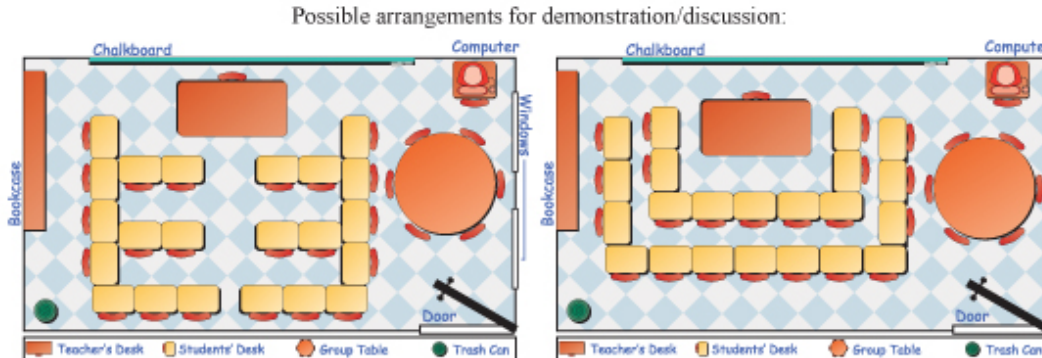 Possible arrangements for demonstration/discussion:
Chalkboard
Computer
Bookcase
Windows
Door
Teacher's Desk Students' Desk Group Table Trash Can
Chalkboard
Computer
Bookcase
Door
Teacher's Desk Students' Desk Group Table Trash Can